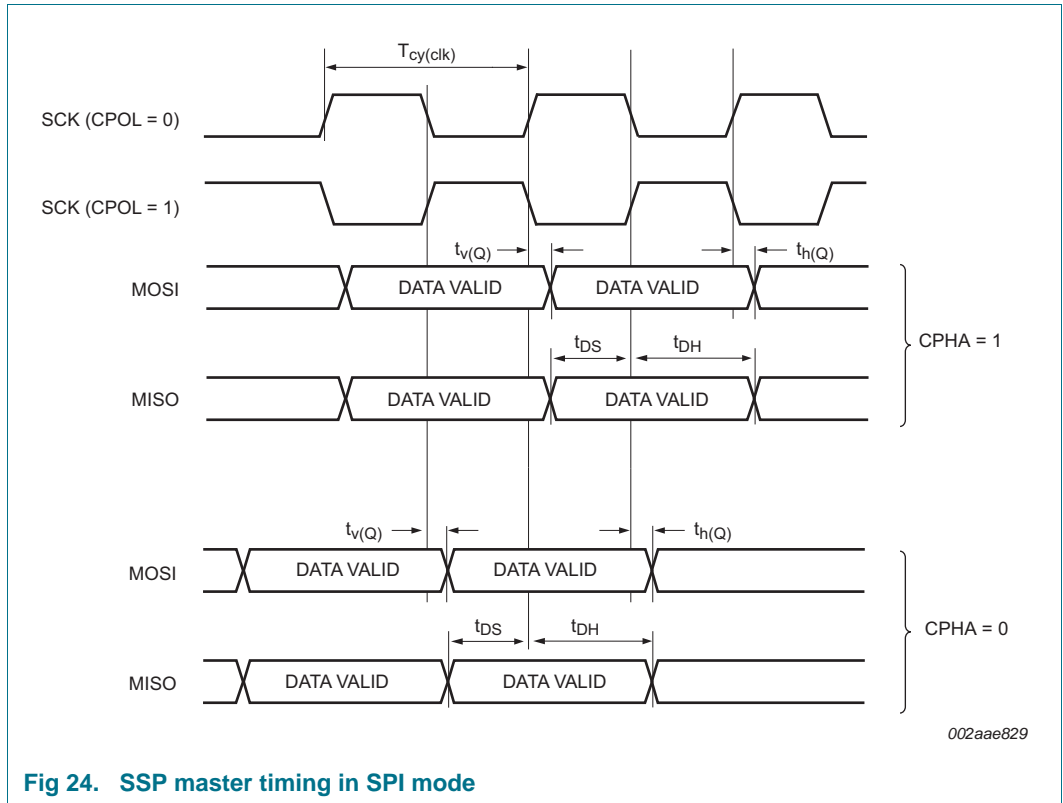 Tcy(clk)
SCK (CPOL = 0)
SCK (CPOL = 1)
tv(Q)
th(Q)
MOSI
DATA VALID
DATA VALID
CPHA = 1
tDS
tDH
MISO
DATA VALID
DATA VALID
tv(Q)
th(Q)
MOSI
DATA VALID
DATA VALID
tDS
tDH
CPHA = 0
MISO
DATA VALID
DATA VALID
002aae829
Fig 24. SSP master timing in SPI mode